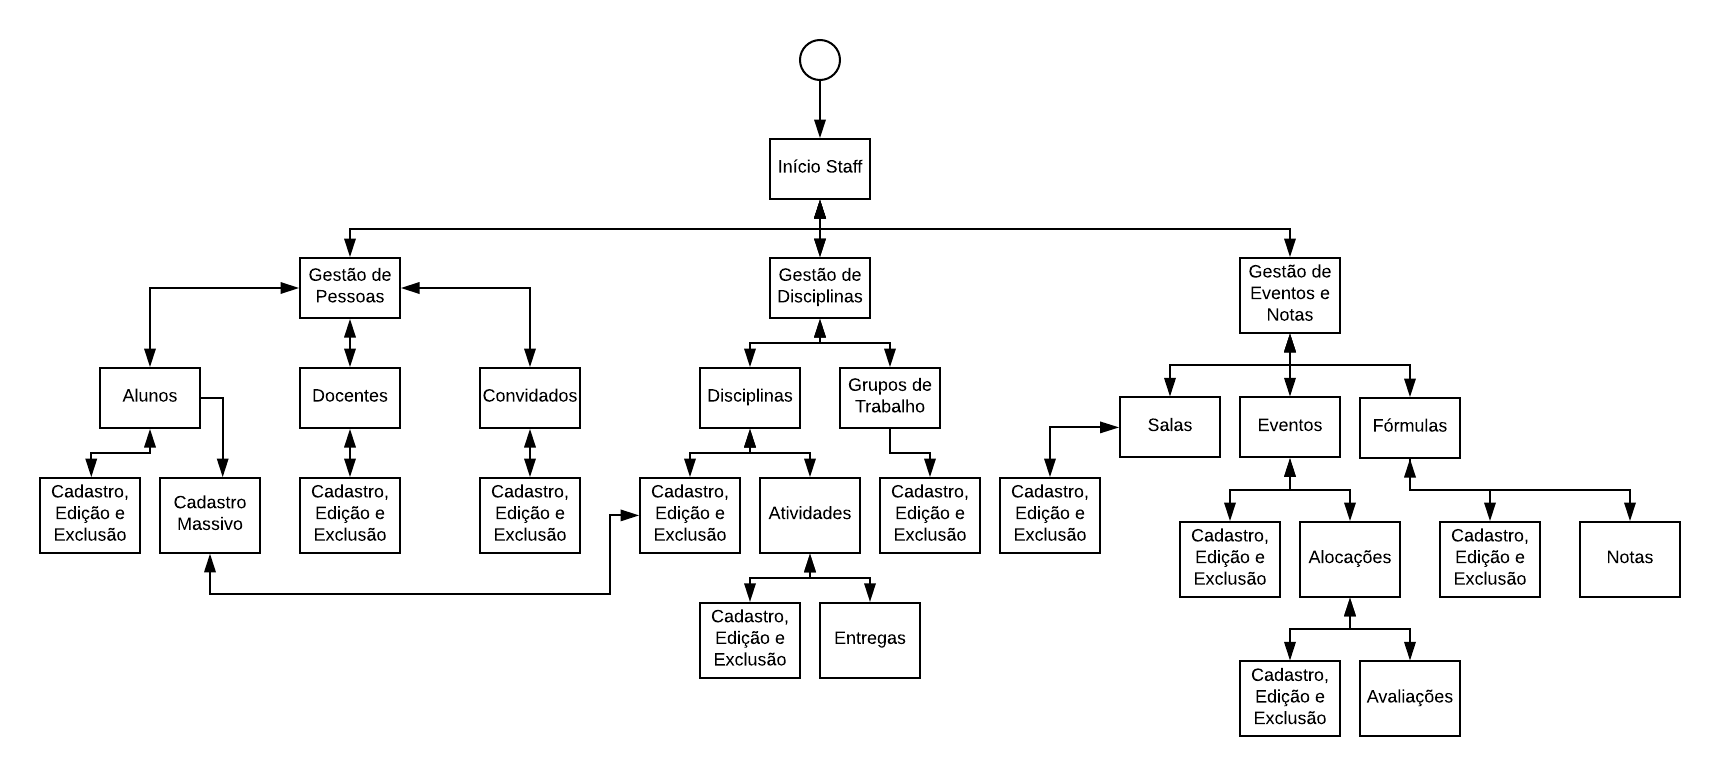 Início Staff
Gestão de
Pessoas
Gestão de
Disciplinas
Gestão de
Eventos e
Notas
Alunos
Docentes
Convidados
Disciplinas
Grupos de
Trabalho
Salas
Eventos
Fórmulas
Cadastro,
Edição e
Exclusão
Cadastro
Massivo
Cadastro,
Edição e
Exclusão
Cadastro,
Edição e
Exclusão
Cadastro,
Edição e
Exclusão
Atividades
Cadastro,
Edição e
Exclusão
Cadastro,
Edição e
Exclusão
Cadastro,
Edição e
Exclusão
Alocações
Cadastro,
Edição e
Exclusão
Notas
Cadastro,
Edição e
Exclusão
Entregas
Cadastro,
Edição e
Exclusão
Avaliações